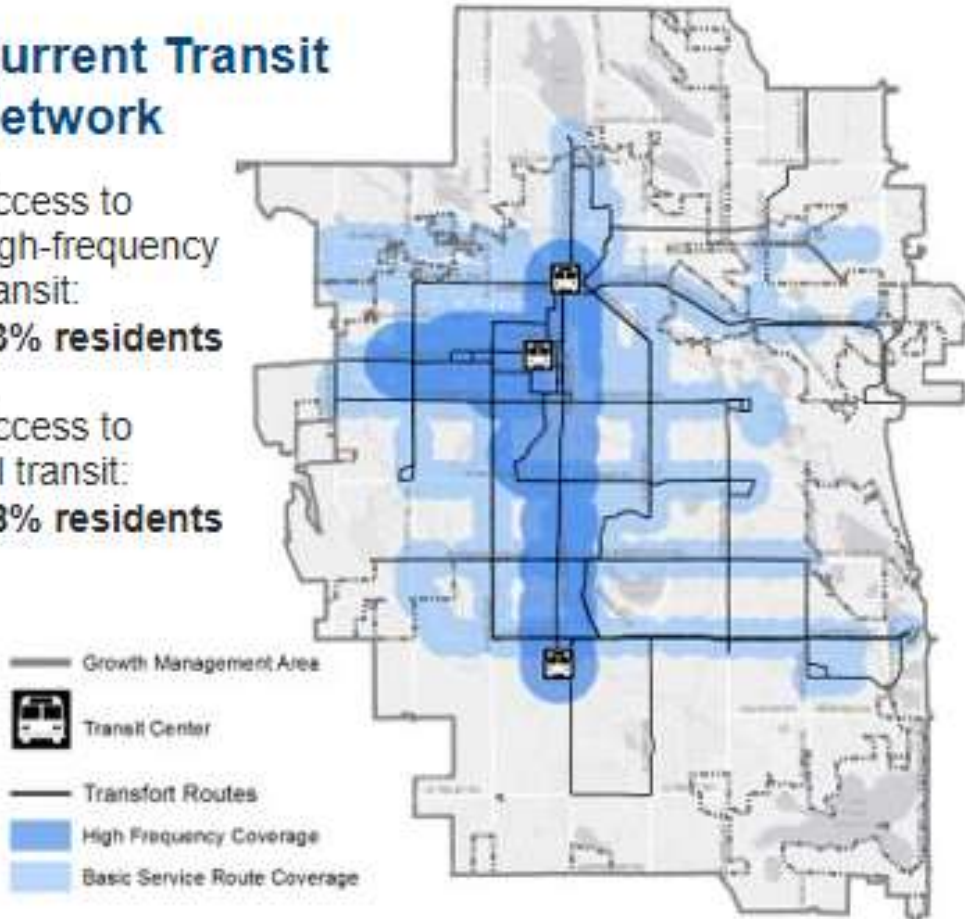 urrent Transit
etwork
ccess to
gh-frequency
ansit:
3% residents
ccess to
l transit:
3% residents
Growth Management Area
Transit Center
Transfort Routes
High Frequency Coverage
Basic Service Route Coverage